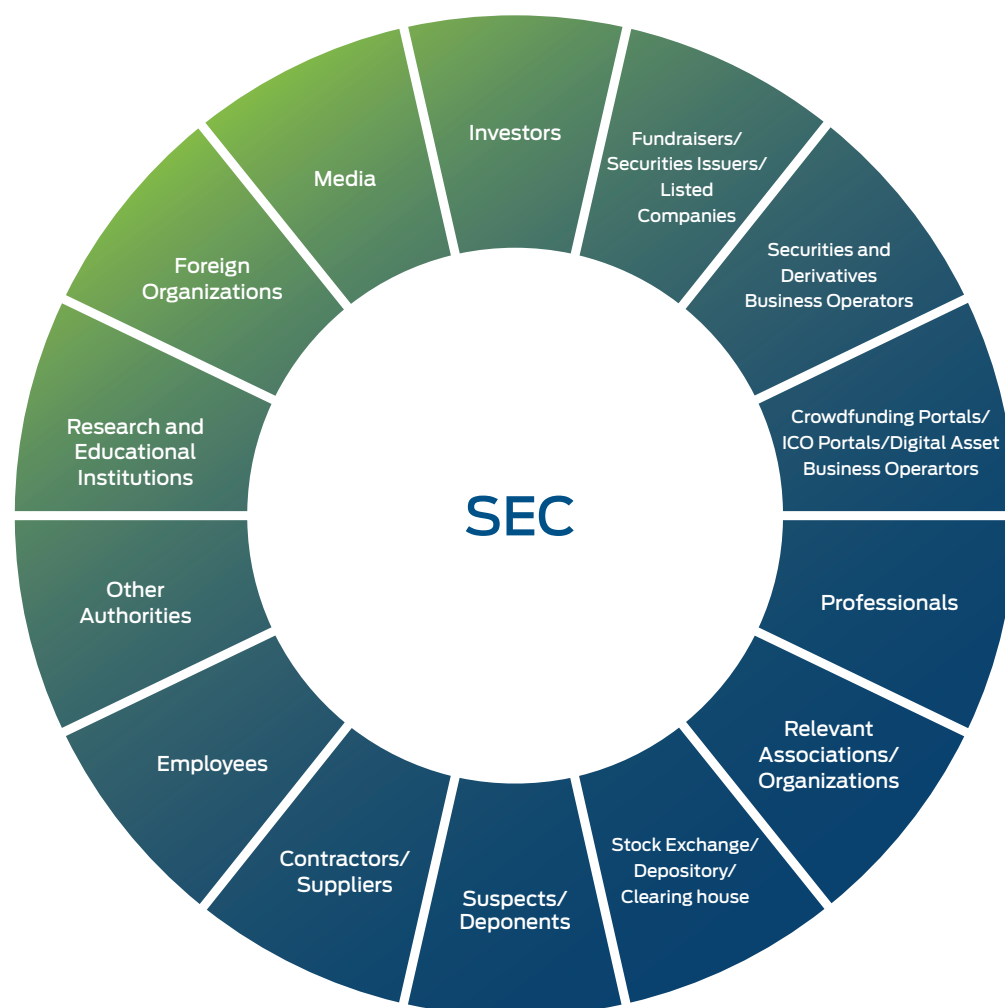 Investors
Fundraisers/
Securities Issuers/
Listed
Companies
Securities and
Derivatives
Business Operators
Crowdfunding Portals/
ICO Portals/Digital Asset
Business Operartors
Professionals
Relevant
Associations/
Organizations
Stock Exchange/
Depository/
Clearing house
Suspects/
Deponents
Contractors/
Suppliers
Employees
Other
Authorities
Research and
Educational
Institutions
Foreign
Organizations
Media
SEC